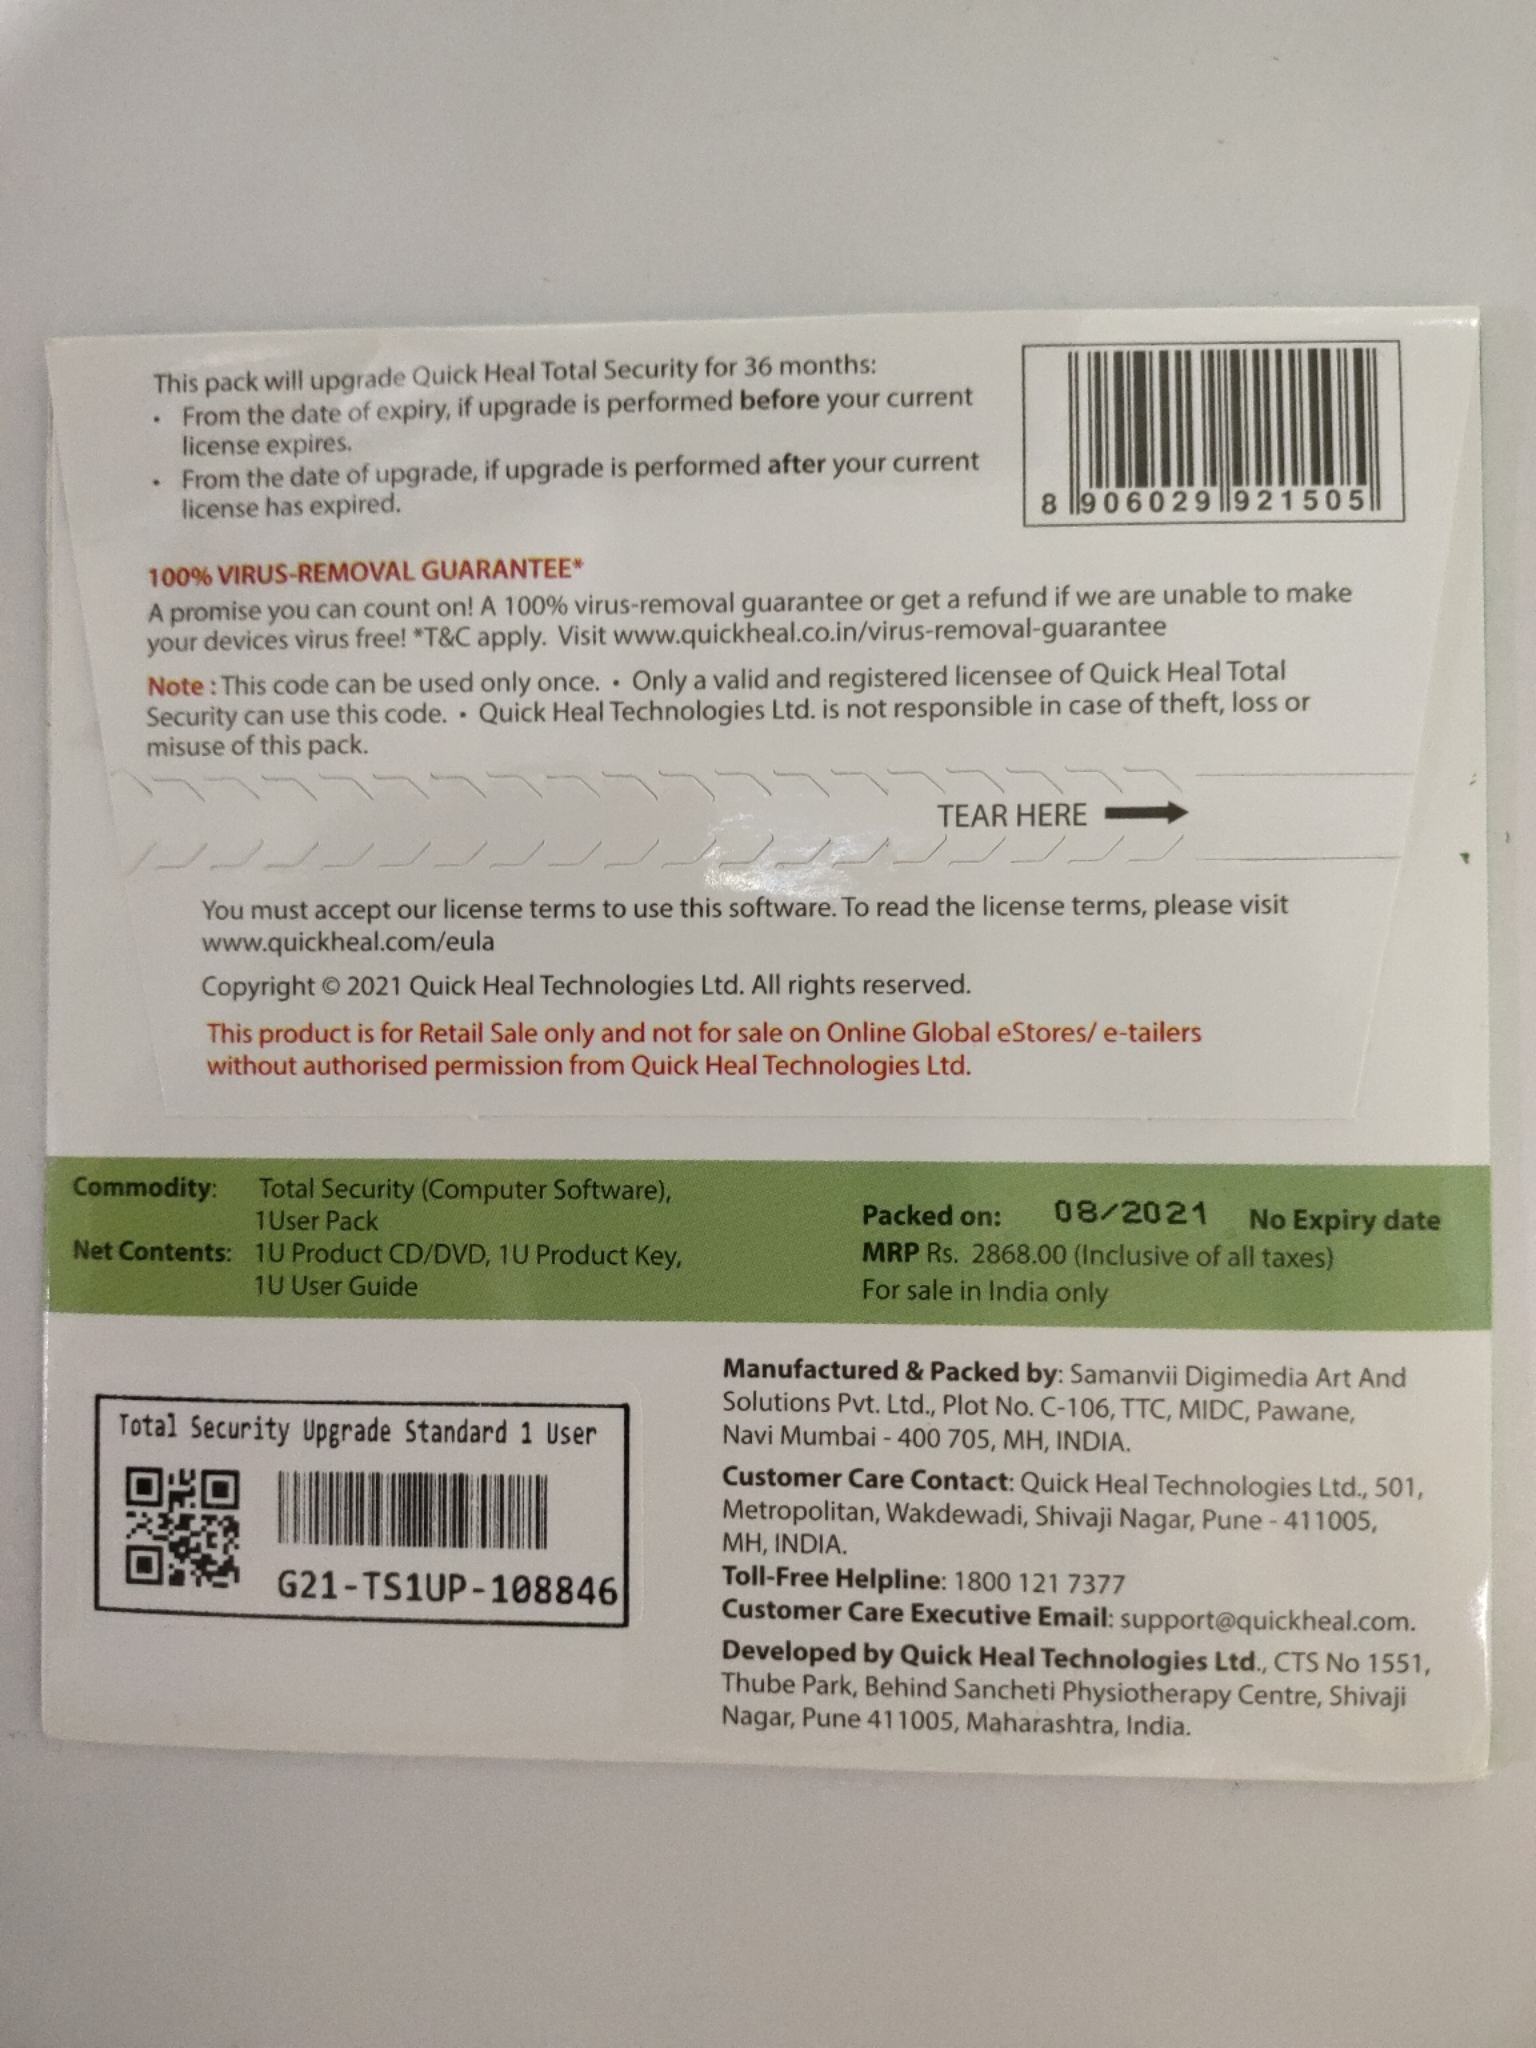 This pack will upgrade Quick Heal Total Security for 36 months:
• From the date of expiry, if upgrade is performed before your current
license expires.
• From the date of upgrade, if upgrade is performed after your current
license has expired.
8 906029 921505
100% VIRUS-REMOVAL GUARANTEE*
A promise you can count on! A 100% virus-removal guarantee or get a refund if we are unable to make
your devices virus free! *T&C apply. Visit www.quickheal.co.in/virus-removal-guarantee
Note : This code can be used only once. • Only a valid and registered licensee of Quick Heal Total
Security can use this code. • Quick Heal Technologies Ltd. is not responsible in case of theft, loss or
misuse of this pack.
TEAR HERE
You must accept our license terms to use this software. To read the license terms, please visit
www.quickheal.com/eula
Copyright © 2021 Quick Heal Technologies Ltd. All rights reserved.
This product is for Retail Sale only and not for sale on Online Global eStores/ e-tailers
without authorised permission from Quick Heal Technologies Ltd.
Commodity: Total Security (Computer Software),
1User Pack
Net Contents: 1U Product CD/DVD, 1U Product Key,
1U User Guide
Packed on: 08/2021 No Expiry date
MRP Rs. 2868.00 (Inclusive of all taxes)
For sale in India only
Total Security Upgrade Standard 1 User
G21-TS1UP-108846
Manufactured & Packed by: Samanvii Digimedia Art And
Solutions Pvt. Ltd., Plot No. C-106, TTC, MIDC, Pawane,
Navi Mumbai - 400 705, MH, INDIA.
Customer Care Contact: Quick Heal Technologies Ltd., 501,
Metropolitan, Wakdewadi, Shivaji Nagar, Pune - 411005,
MH, INDIA.
Toll-Free Helpline: 1800 121 7377
Customer Care Executive Email: support@quickheal.com.
Developed by Quick Heal Technologies Ltd., CTS No 1551,
Thube Park, Behind Sancheti Physiotherapy Centre, Shivaji
Nagar, Pune 411005, Maharashtra, India.